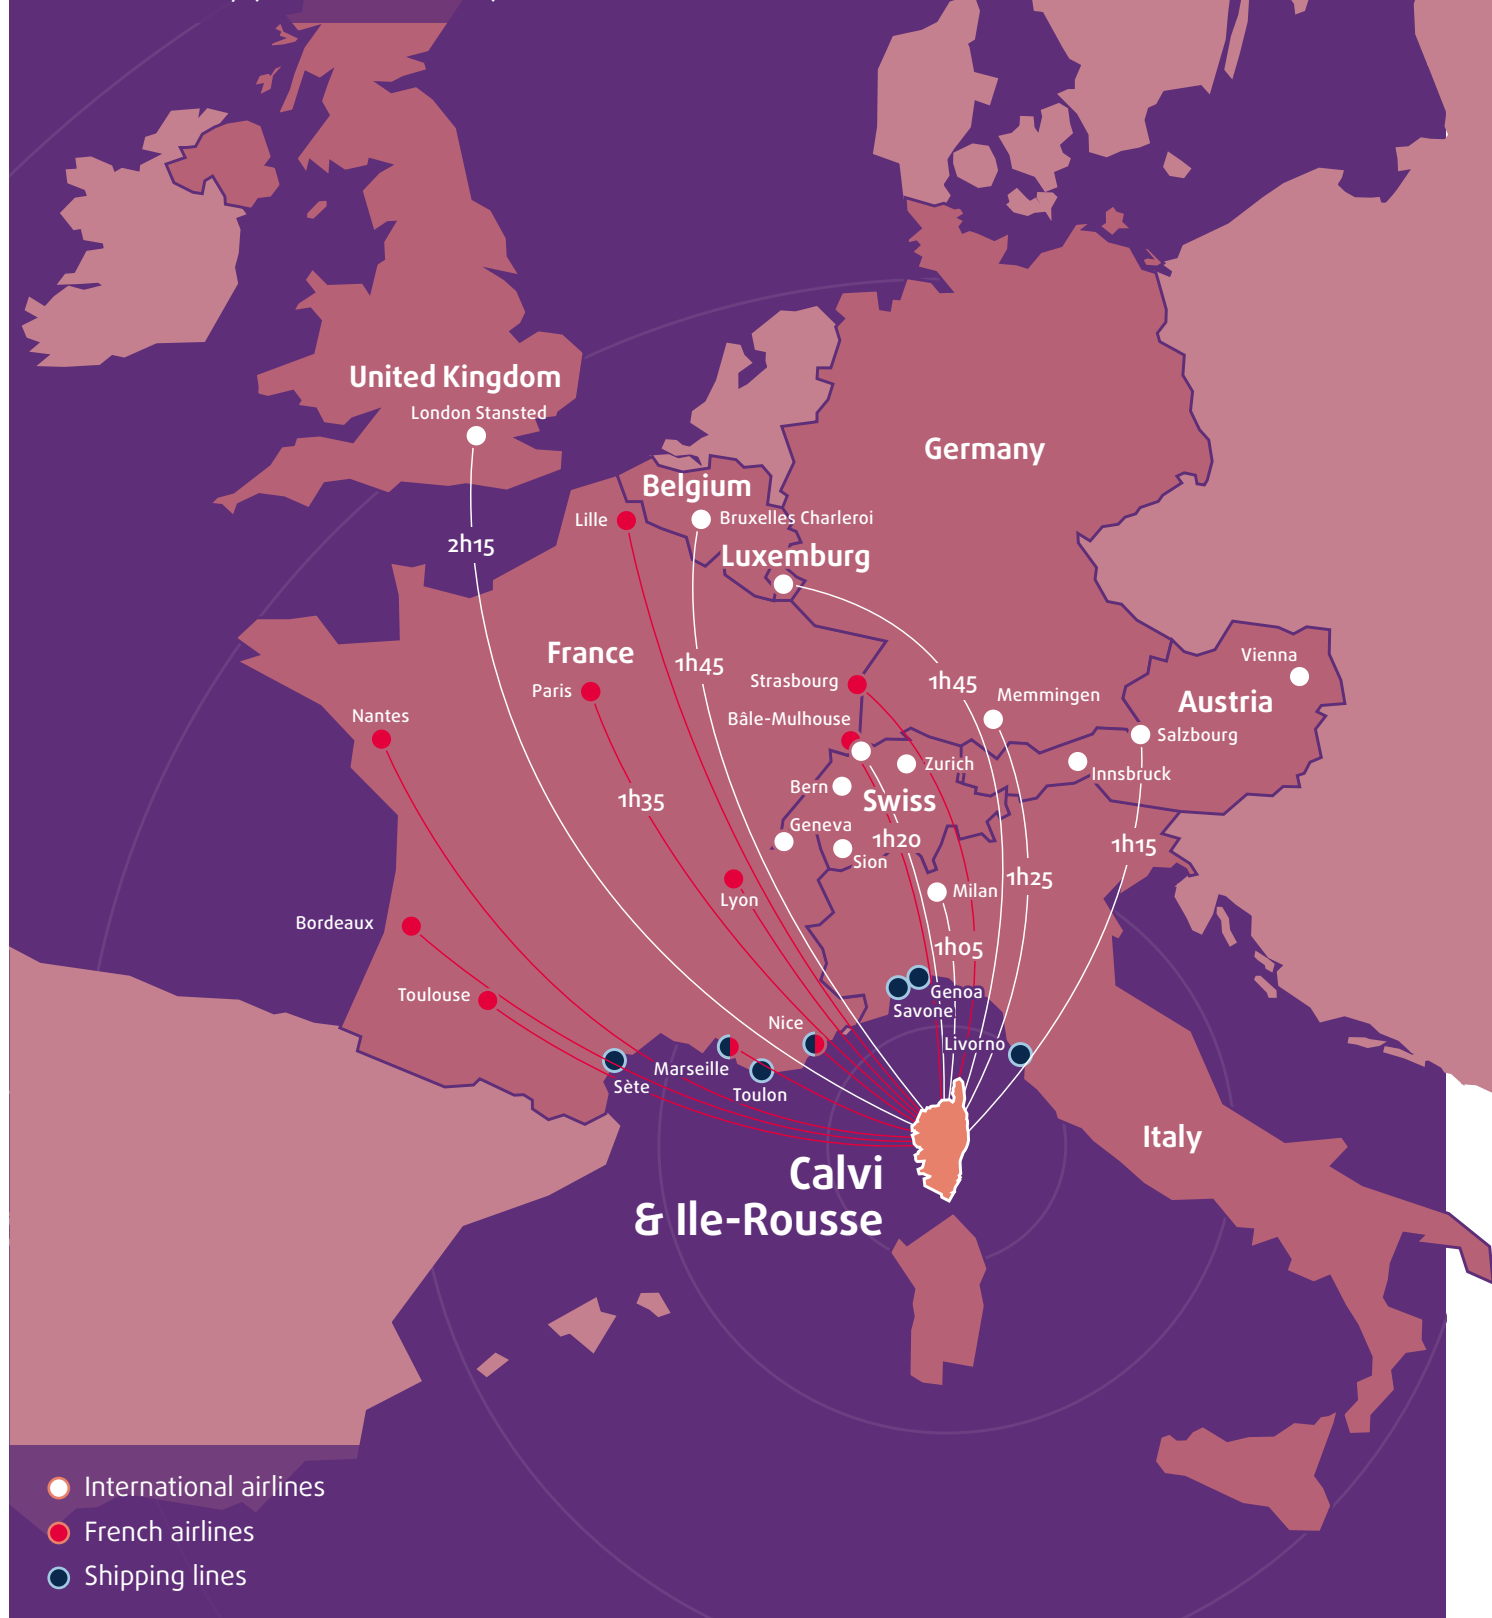 United Kingdom
London Stansted
Germany
Belgium
Lille
Bruxelles Charleroi
2h15
Luxemburg
France
1h45
Vienna
Strasbourg
1h45
Paris
Memmingen
Austria
Nantes
Bâle-Mulhouse
Salzbourg
Zurich
Innsbruck
Bern
Swiss
1h35
Geneva
1h20
1h15
Sion
1h25
Milan
Lyon
Bordeaux
1h05
Toulouse
Genoa
Savone
Nice
Livorno
Marseille
Sète
Toulon
Italy
Calvi
& Ile-Rousse
International airlines
French airlines
Shipping lines